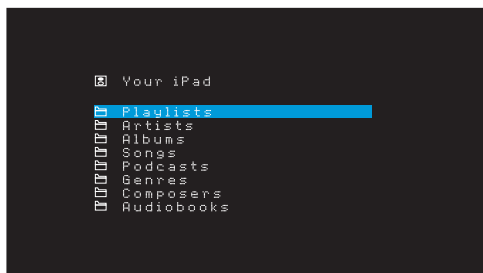 Your iPad
Playlists
Artists
Albums
Songs
Podcasts
Genres
Composers
Audiobooks